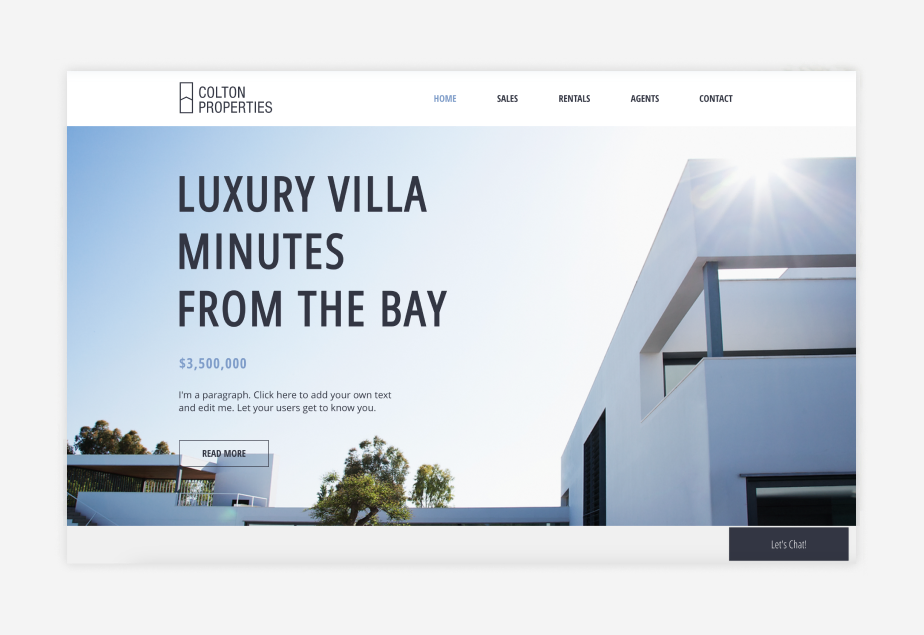 COLTON
PROPERTIES
HOME
SALES
RENTALS
AGENTS
CONTACT
LUXURY VILLA
MINUTES
FROM THE BAY
$3,500,000
I'm a paragraph. Click here to add your own text
and edit me. Let your users get to know you.
READ MORE
Let's Chat!